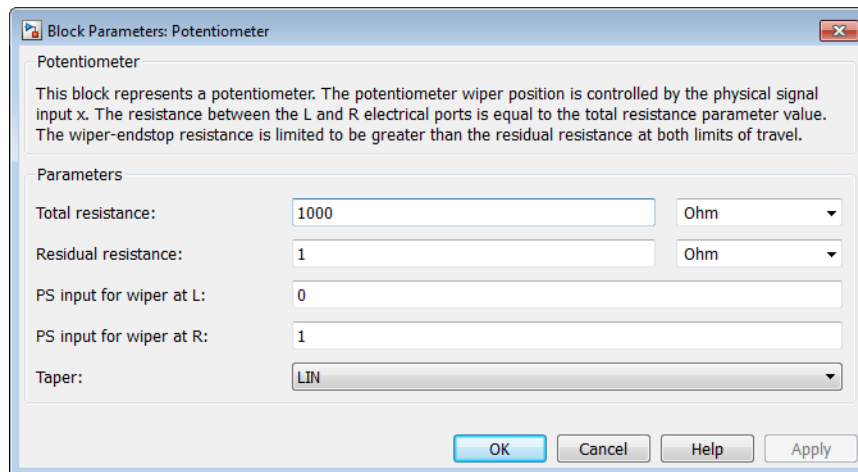 Block Parameters: Potentiometer
Potentiometer
This block represents a potentiometer. The potentiometer wiper position is controlled by the physical signal
input x. The resistance between the L and R electrical ports is equal to the total resistance parameter value.
The wiper-endstop resistance is limited to be greater than the residual resistance at both limits of travel.
Parameters
Total resistance: 1000 Ohm
Residual resistance: 1 Ohm
PS input for wiper at L: 0
PS input for wiper at R: 1
Taper: LIN
OK Cancel Help Apply